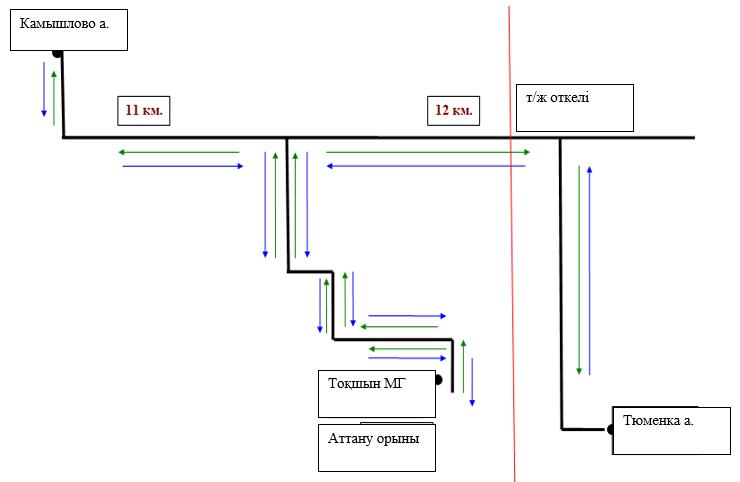 Камышлово а.
11 км.
12 км.
т/ж откелі
Тоқшын МГ
Аттану орыны
Тюменка а.